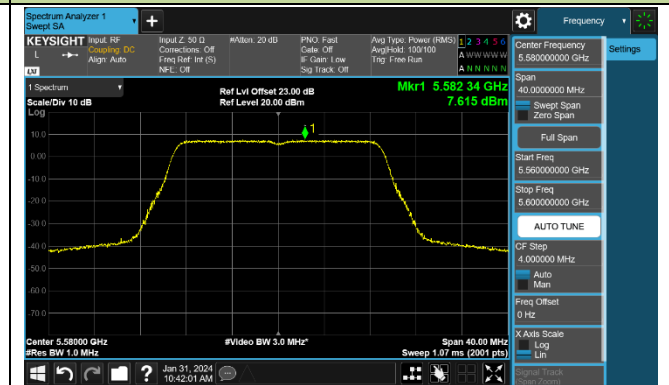 Spectrum Analyzer 1
Swept SA
+
Frequency
KEYSIGHT Input: RF Input Z: 50 Ω #Atten: 20 dB PNO: Fast Avg Type: Power (RMS) 1 2 3 4 5 6
L Coupling: DC Corrections: Off Gate: Off Avg|Hold: 100/100 A W W W W W
Align: Auto Freq Ref: Int (S) IF Gain: Low Trig: Free Run
NFE: Off Sig Track: Off A N N N N N
LXI
1 Spectrum
Ref Lvl Offset 23.00 dB
Mkr1 5.582 34 GHz
Scale/Div 10 dB
Ref Level 20.00 dBm
7.615 dBm
Log
1
10.0
0.00
-10.0
-20.0
-30.0
-40.0
-50.0
-60.0
-70.0
Center 5.58000 GHz
#Video BW 3.0 MHz*
Span 40.00 MHz
#Res BW 1.0 MHz
Sweep 1.07 ms (2001 pts)
Jan 31, 2024
10:42:01 AM
?
Center Frequency
5.580000000 GHz
Settings
Span
40.0000000 MHz
Swept Span
Zero Span
Full Span
Start Freq
5.560000000 GHz
Stop Freq
5.600000000 GHz
AUTO TUNE
CF Step
4.000000 MHz
Auto
Man
Freq Offset
0 Hz
X Axis Scale
Log
Lin
Signal Track
(Span Zoom)